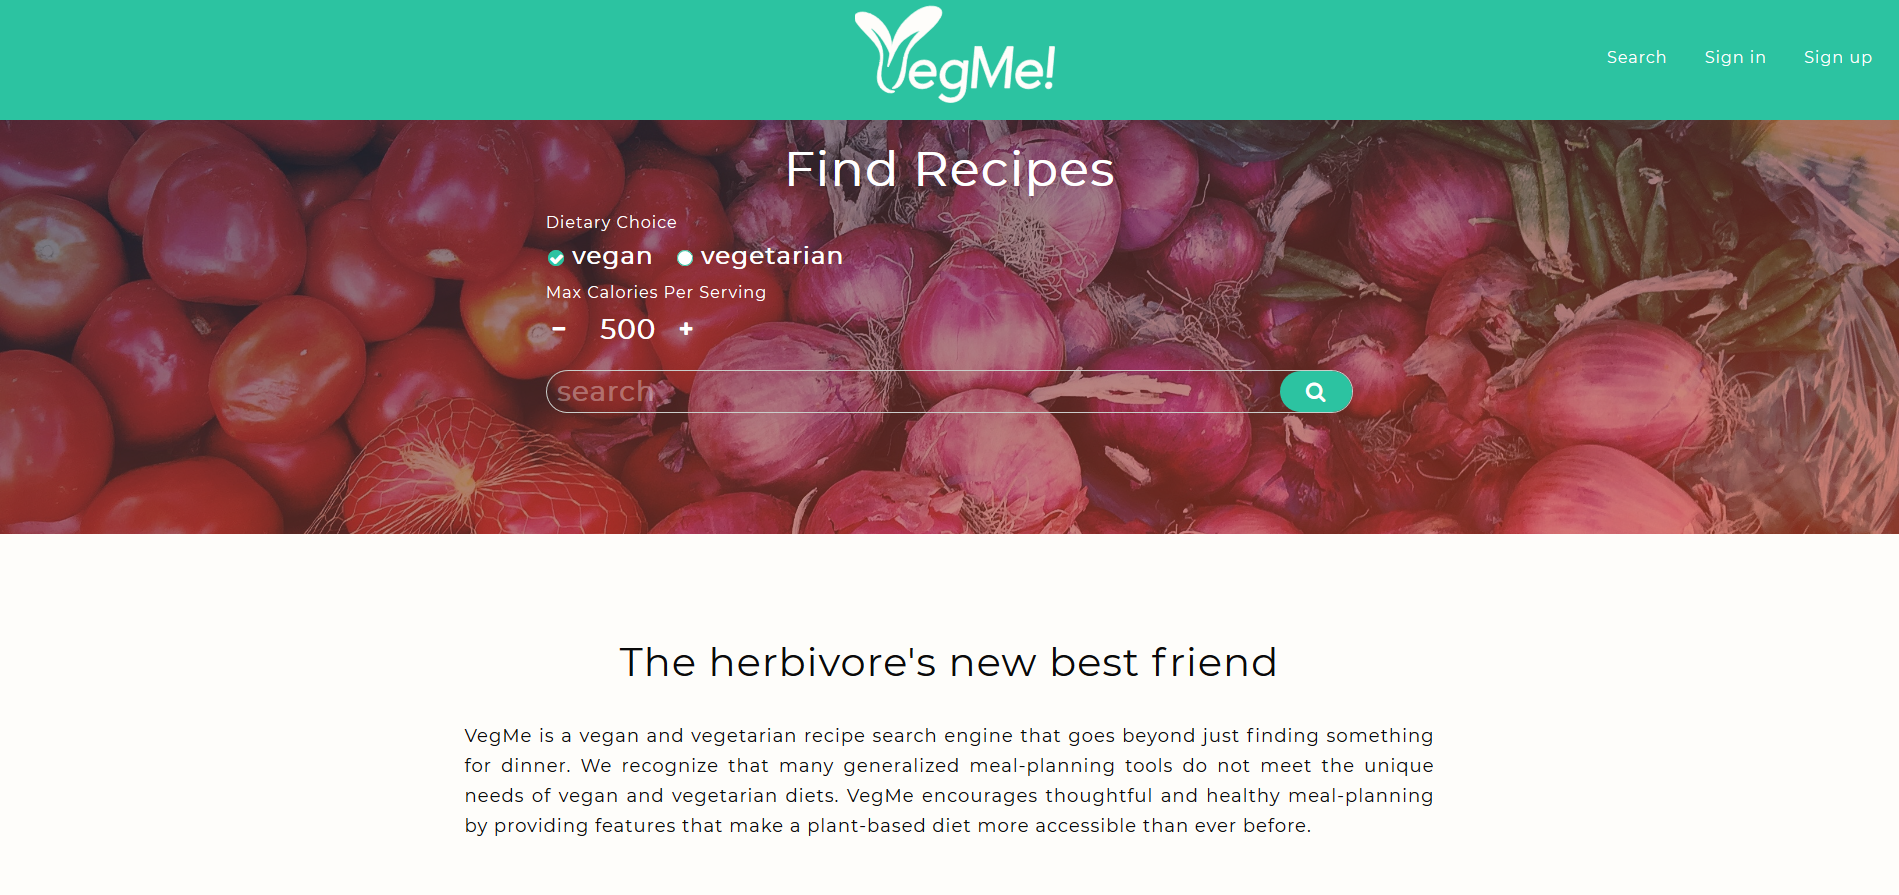 VegMe!
Search Sign in Sign up
Find Recipes
Dietary Choice
vegan vegetarian
Max Calories Per Serving
- 500 +
search
The herbivore's new best friend
VegMe is a vegan and vegetarian recipe search engine that goes beyond just finding something
for dinner. We recognize that many generalized meal-planning tools do not meet the unique
needs of vegan and vegetarian diets. VegMe encourages thoughtful and healthy meal-planning
by providing features that make a plant-based diet more accessible than ever before.